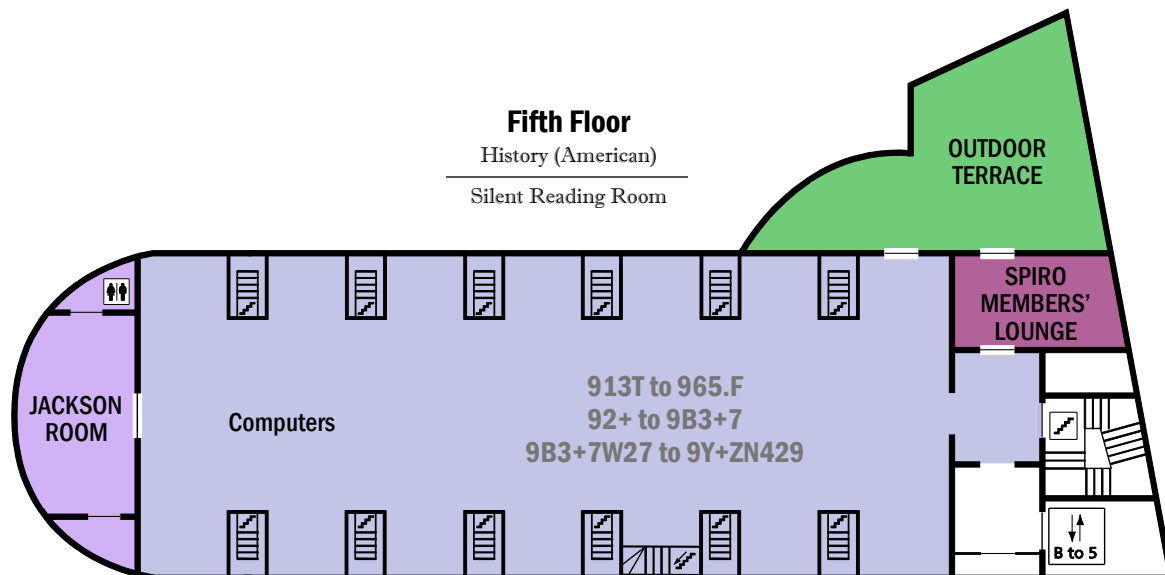 Fifth Floor
History (American)
Silent Reading Room
OUTDOOR
TERRACE
SPIRO
MEMBERS’
LOUNGE
JACKSON
ROOM
Computers
913T to 965.F
92+ to 9B3+7
9B3+7W27 to 9Y+ZN429
B to 5